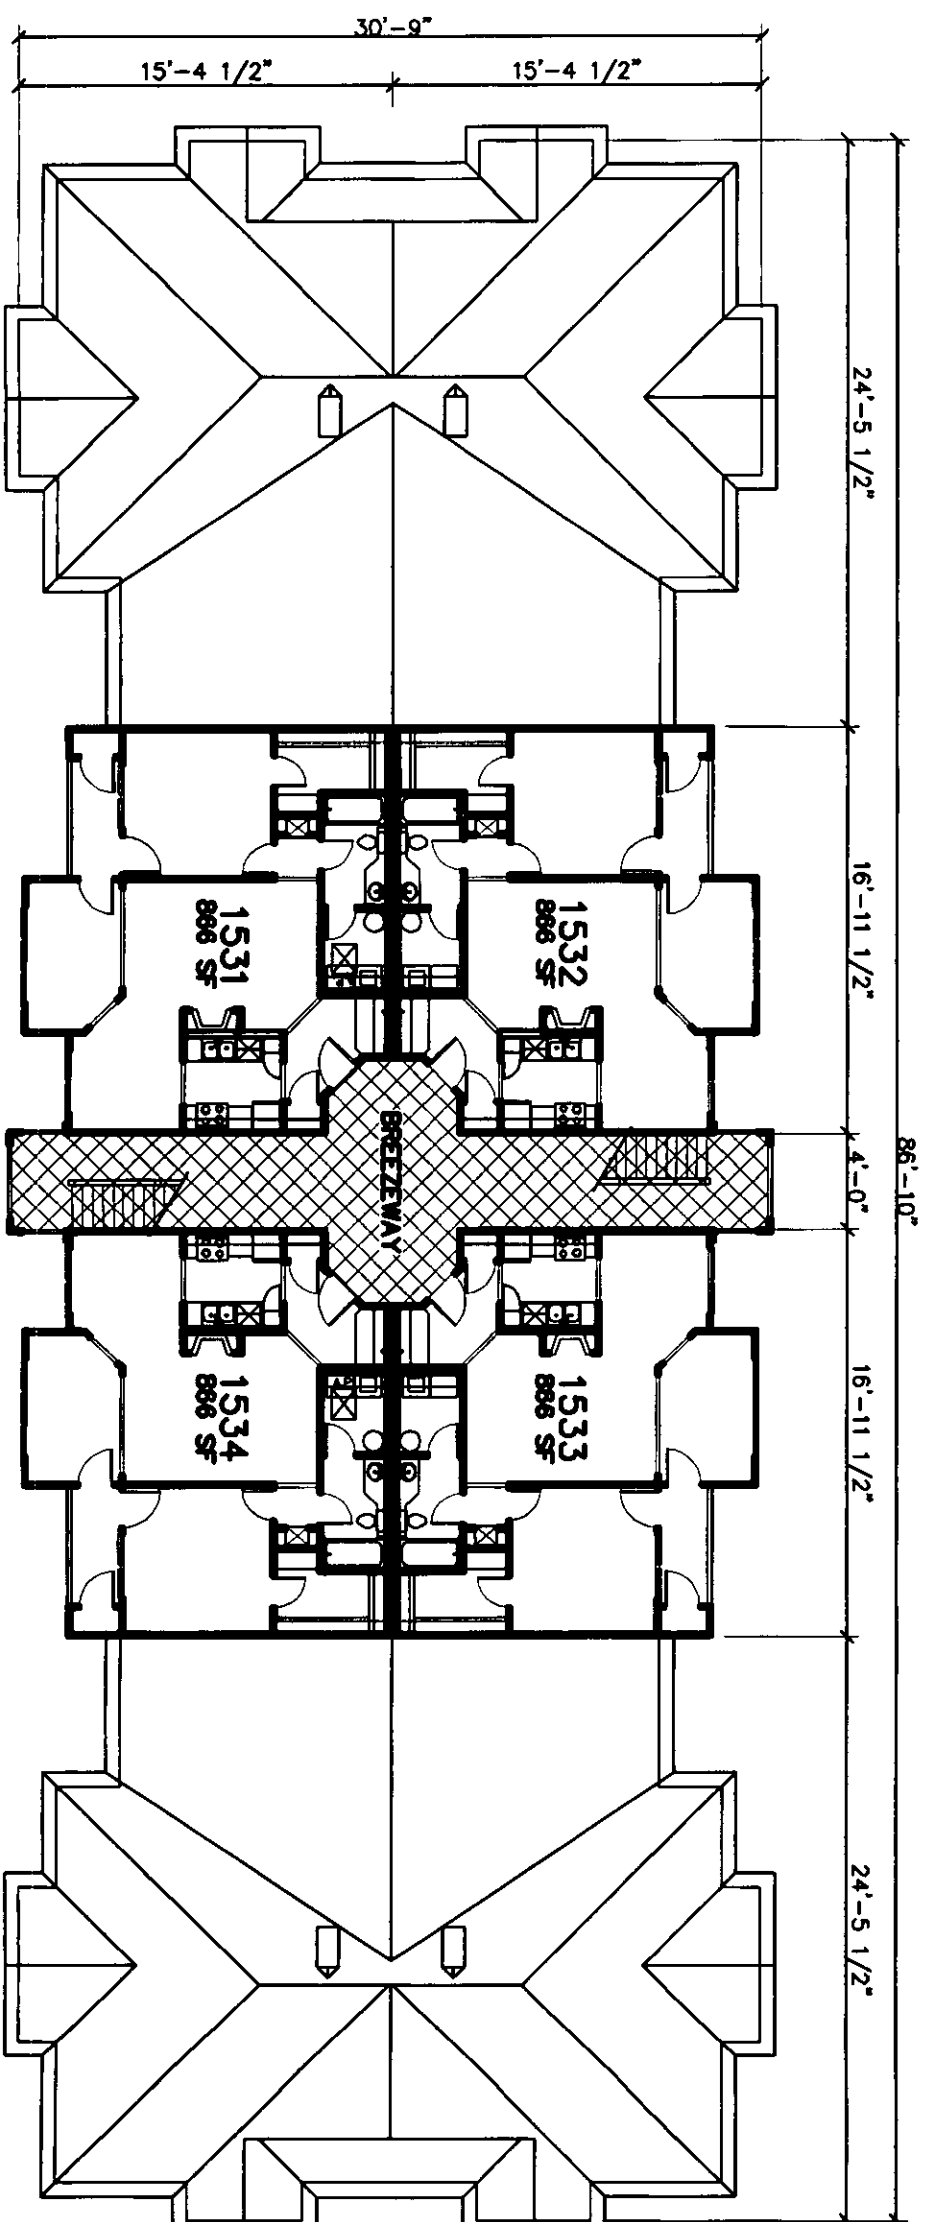 30'-9"
15'-4 1/2"
15'-4 1/2"
24'-5 1/2"
16'-11 1/2"
4'-0"
86'-10"
16'-11 1/2"
24'-5 1/2"
1531
866 SF
1532
866 SF
BREEZEWAY
1534
866 SF
1533
866 SF